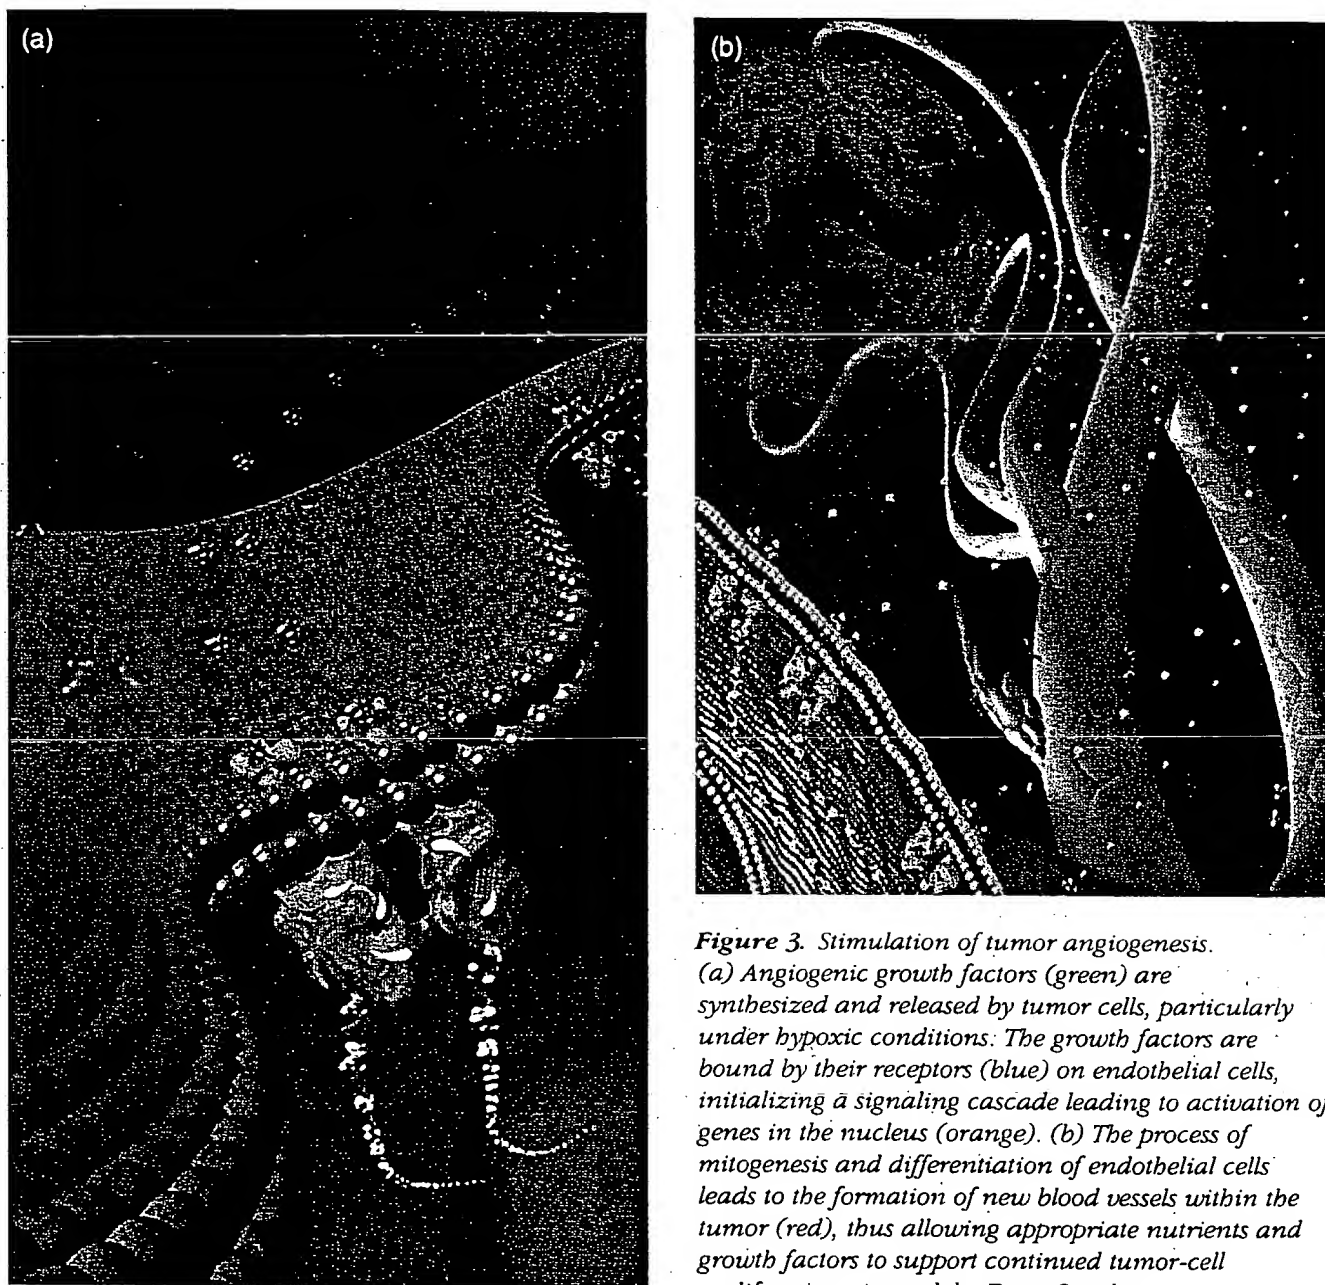 (a)
(b)
Figure 3. Stimulation of tumor angiogenesis.
(a) Angiogenic growth factors (green) are
synthesized and released by tumor cells, particularly
under hypoxic conditions. The growth factors are
bound by their receptors (blue) on endothelial cells,
initializing a signaling cascade leading to activation of
genes in the nucleus (orange). (b) The process of
mitogenesis and differentiation of endothelial cells
leads to the formation of new blood vessels within the
tumor (red), thus allowing appropriate nutrients and
growth factors to support continued tumor-cell